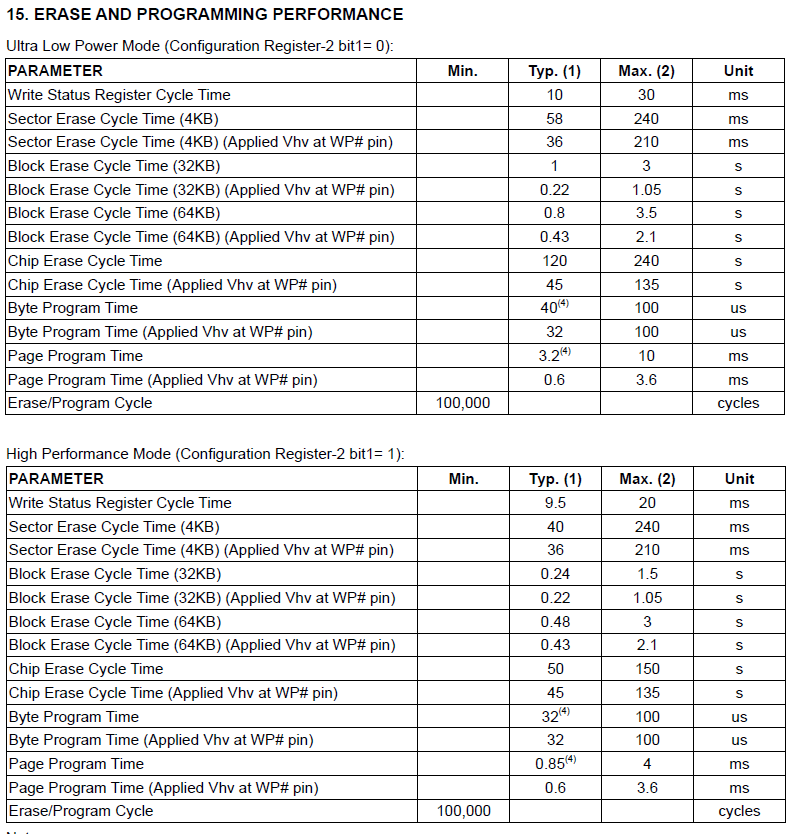 15. ERASE AND PROGRAMMING PERFORMANCE
Ultra Low Power Mode (Configuration Register-2 bit1= 0):
PARAMETER Min. Typ. (1) Max. (2) Unit
Write Status Register Cycle Time 10 30 ms
Sector Erase Cycle Time (4KB) 58 240 ms
Sector Erase Cycle Time (4KB) (Applied Vhv at WP# pin) 36 210 ms
Block Erase Cycle Time (32KB) 1 3 s
Block Erase Cycle Time (32KB) (Applied Vhv at WP# pin) 0.22 1.05 s
Block Erase Cycle Time (64KB) 0.8 3.5 s
Block Erase Cycle Time (64KB) (Applied Vhv at WP# pin) 0.43 2.1 s
Chip Erase Cycle Time 120 240 s
Chip Erase Cycle Time (Applied Vhv at WP# pin) 45 135 s
Byte Program Time 40(4) 100 us
Byte Program Time (Applied Vhv at WP# pin) 32 100 us
Page Program Time 3.2(4) 10 ms
Page Program Time (Applied Vhv at WP# pin) 0.6 3.6 ms
Erase/Program Cycle 100,000 cycles
High Performance Mode (Configuration Register-2 bit1= 1):
PARAMETER Min. Typ. (1) Max. (2) Unit
Write Status Register Cycle Time 9.5 20 ms
Sector Erase Cycle Time (4KB) 40 240 ms
Sector Erase Cycle Time (4KB) (Applied Vhv at WP# pin) 36 210 ms
Block Erase Cycle Time (32KB) 0.24 1.5 s
Block Erase Cycle Time (32KB) (Applied Vhv at WP# pin) 0.22 1.05 s
Block Erase Cycle Time (64KB) 0.48 3 s
Block Erase Cycle Time (64KB) (Applied Vhv at WP# pin) 0.43 2.1 s
Chip Erase Cycle Time 50 150 s
Chip Erase Cycle Time (Applied Vhv at WP# pin) 45 135 s
Byte Program Time 32(4) 100 us
Byte Program Time (Applied Vhv at WP# pin) 32 100 us
Page Program Time 0.85(4) 4 ms
Page Program Time (Applied Vhv at WP# pin) 0.6 3.6 ms
Erase/Program Cycle 100,000 cycles